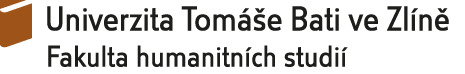 Univerzita Tomáše Bati ve Zlíně
Fakulta humanitních studií